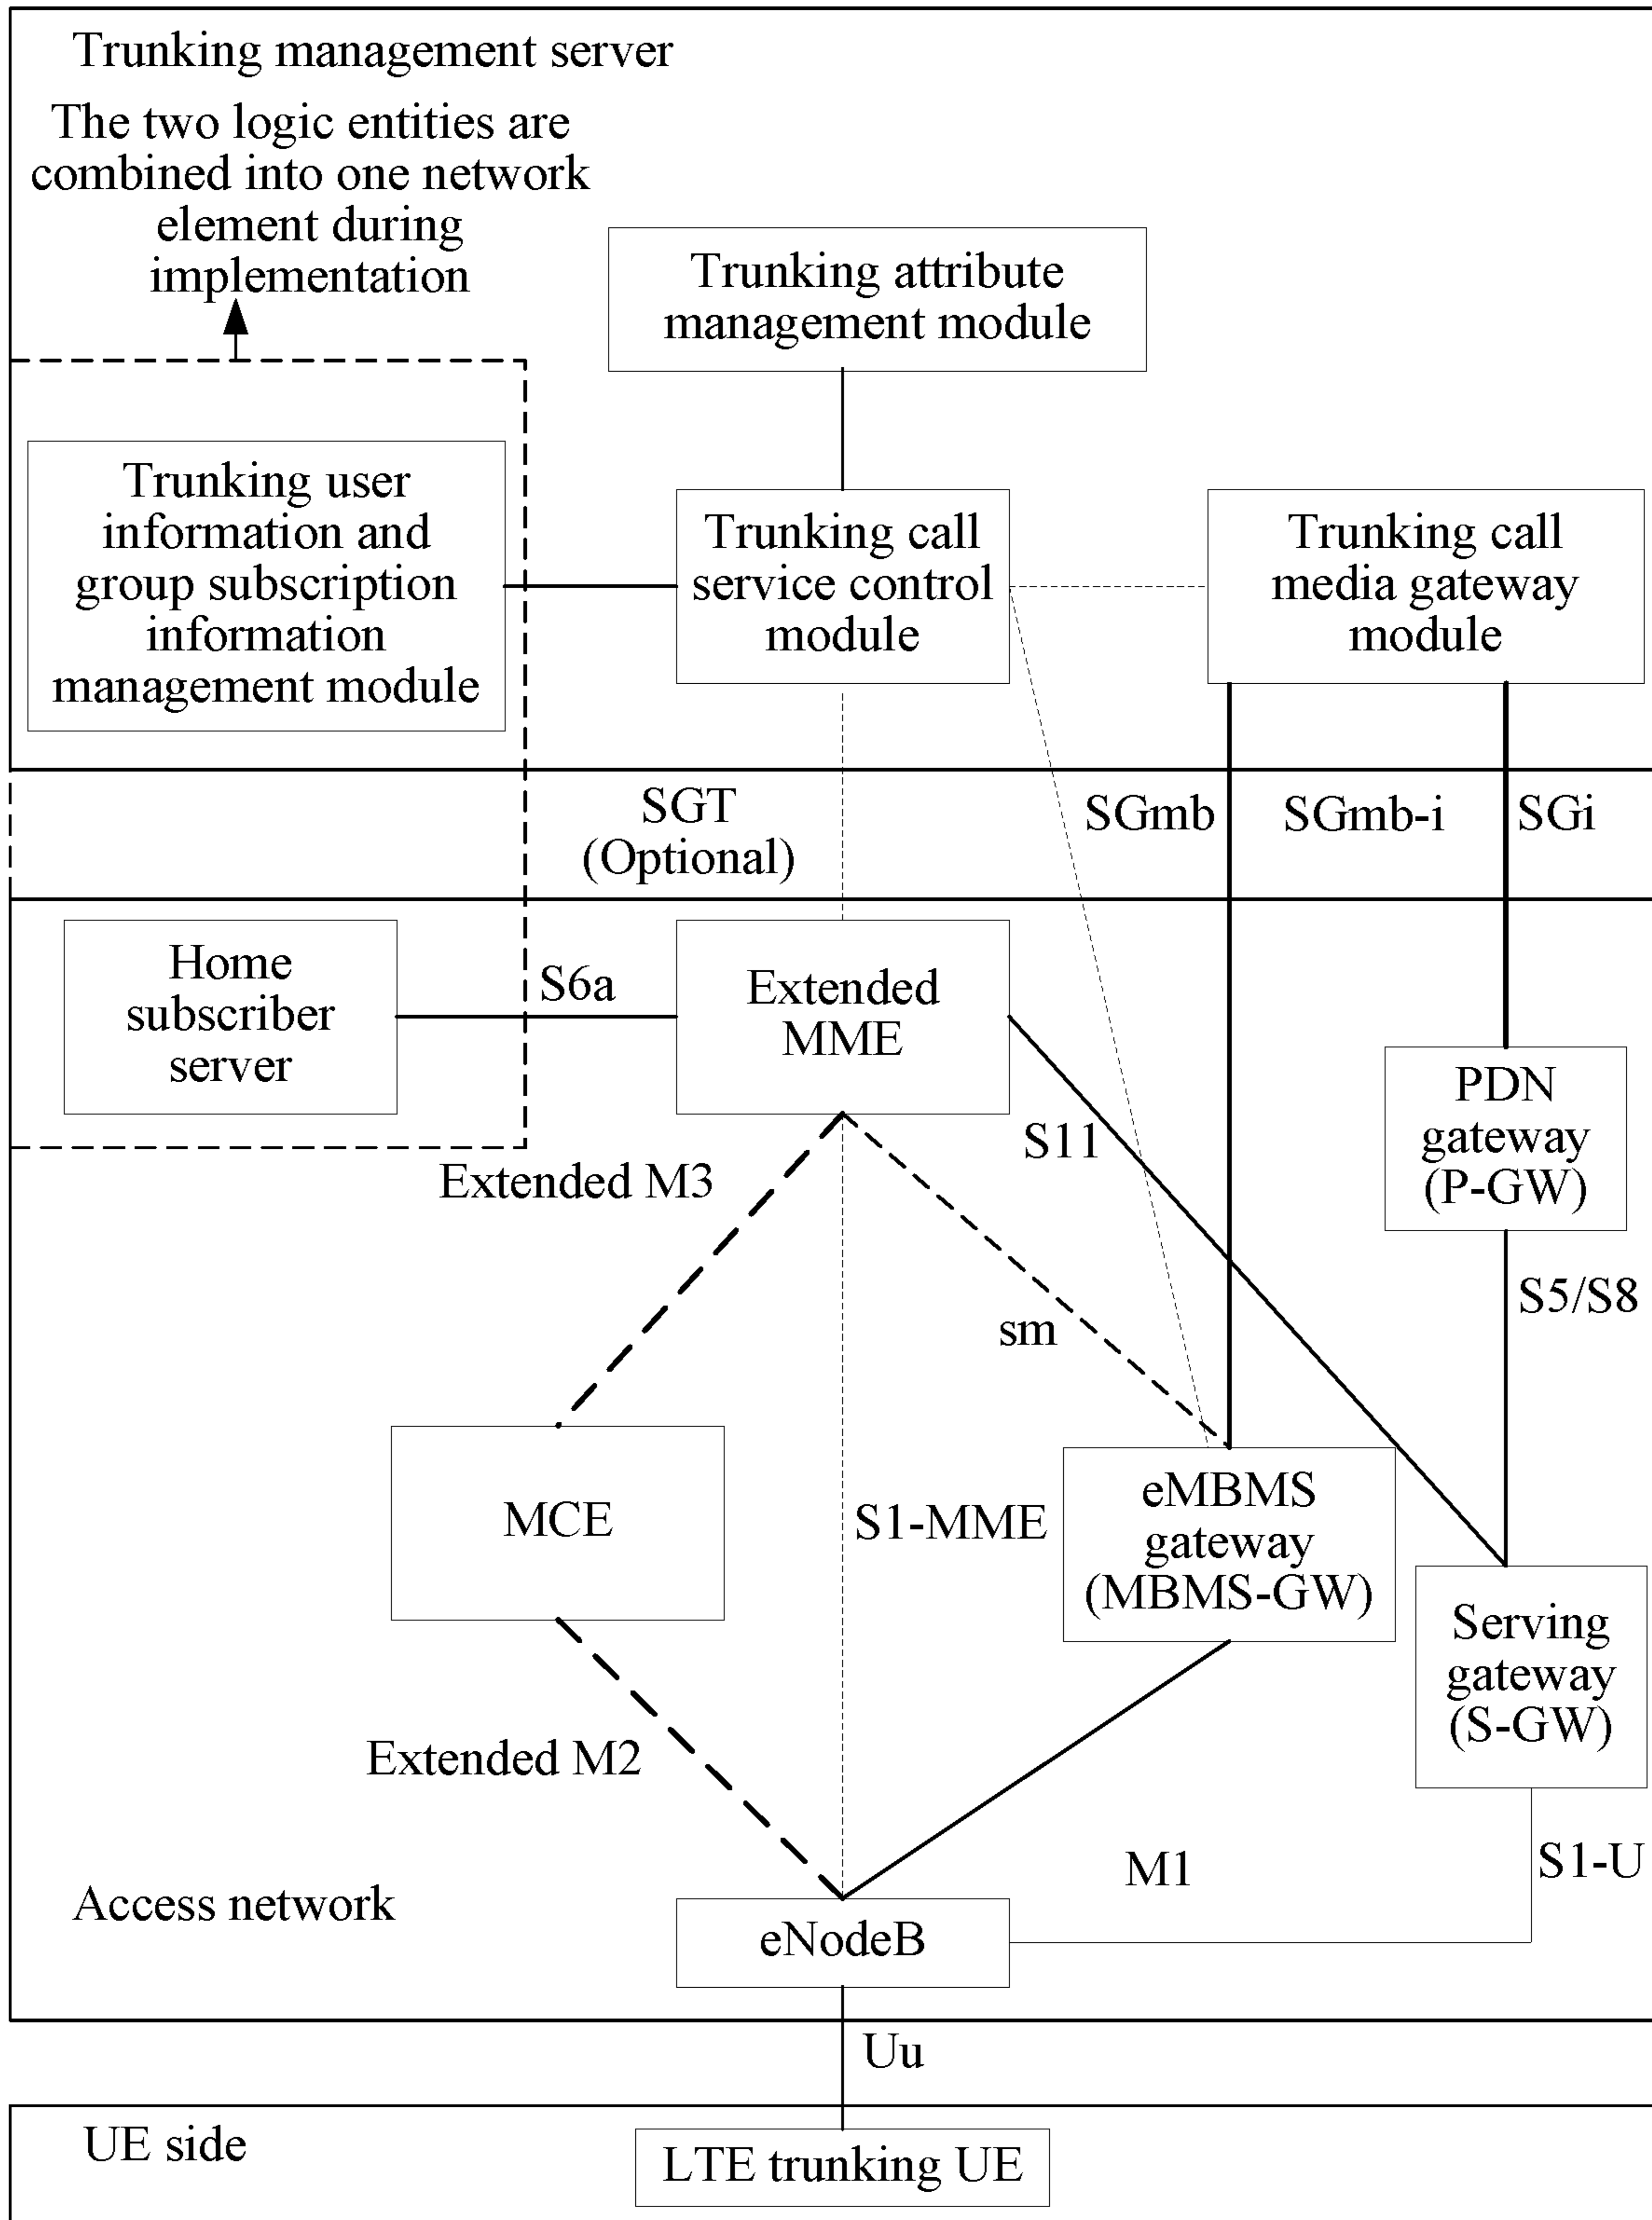 Trunking management server
The two logic entities are
combined into one network
element during
implementation
Trunking attribute
management module
Trunking user
information and
group subscription
information
management module
Trunking call
service control
module
Trunking call
media gateway
module
SGT
(Optional)
SGmb
SGmb-i
SGi
Home
subscriber
server
S6a
Extended
MME
PDN
gateway
(P-GW)
S11
Extended M3
S5/S8
sm
MCE
S1-MME
eMBMS
gateway
(MBMS-GW)
Serving
gateway
(S-GW)
Extended M2
M1
S1-U
Access network
eNodeB
Uu
UE side
LTE trunking UE